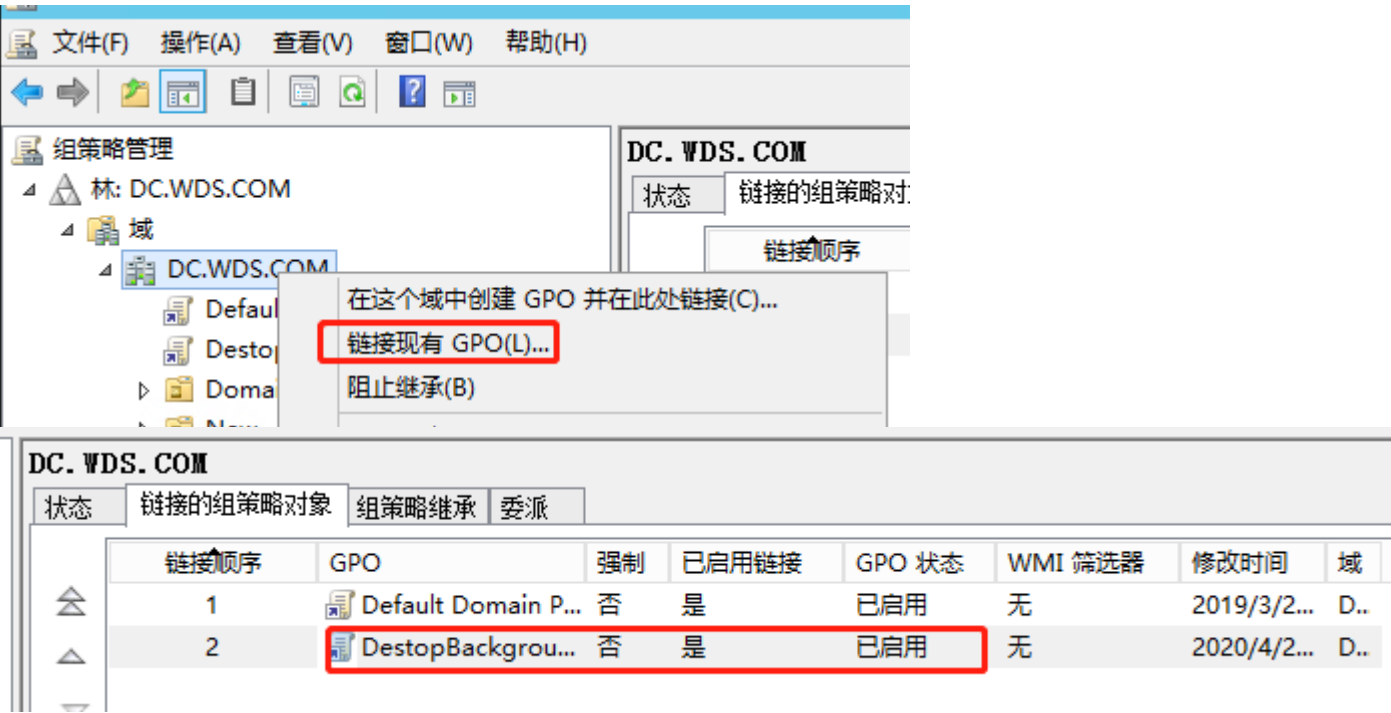 文件(F) 操作(A) 查看(V) 窗口(W) 帮助(H)
组策略管理
林: DC.WDS.COM
域
DC.WDS.COM
Defaul
Destop
Domai
DC.WDS.COM
状态 链接的组策略对
链接顺序
在这个域中创建 GPO 并在此处链接(C)...
链接现有 GPO(L)...
阻止继承(B)
DC.WDS.COM
状态 链接的组策略对象 组策略继承 委派
链接顺序 GPO 强制 已启用链接 GPO 状态 WMI 筛选器 修改时间 域
1 Default Domain P... 否 是 已启用 无 2019/3/2... D...
2 DestopBackgrou... 否 是 已启用 无 2020/4/2... D...